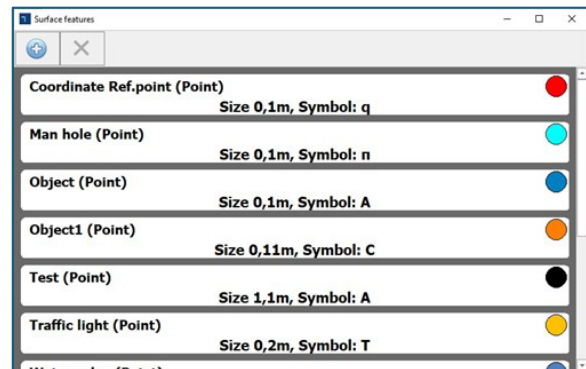 Surface features
Coordinate Ref.point (Point)
Size 0,1m, Symbol: q
Man hole (Point)
Size 0,1m, Symbol: n
Object (Point)
Size 0,1m, Symbol: A
Object1 (Point)
Size 0,11m, Symbol: C
Test (Point)
Size 1,1m, Symbol: A
Traffic light (Point)
Size 0,2m, Symbol: T